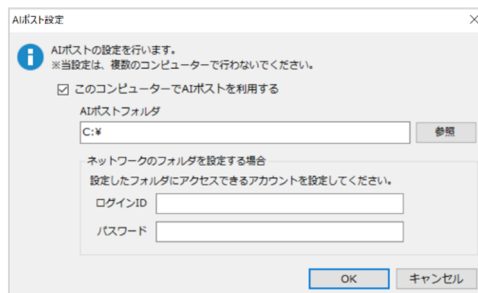 AIポスト設定
AIポストの設定を行います。
※当設定は、複数のコンピューターで行わないでください。
このコンピューターでAIポストを利用する
AIポストフォルダ
C:¥
参照
ネットワークのフォルダを設定する場合
設定したフォルダにアクセスできるアカウントを設定してください。
ログインID
パスワード
OK
キャンセル